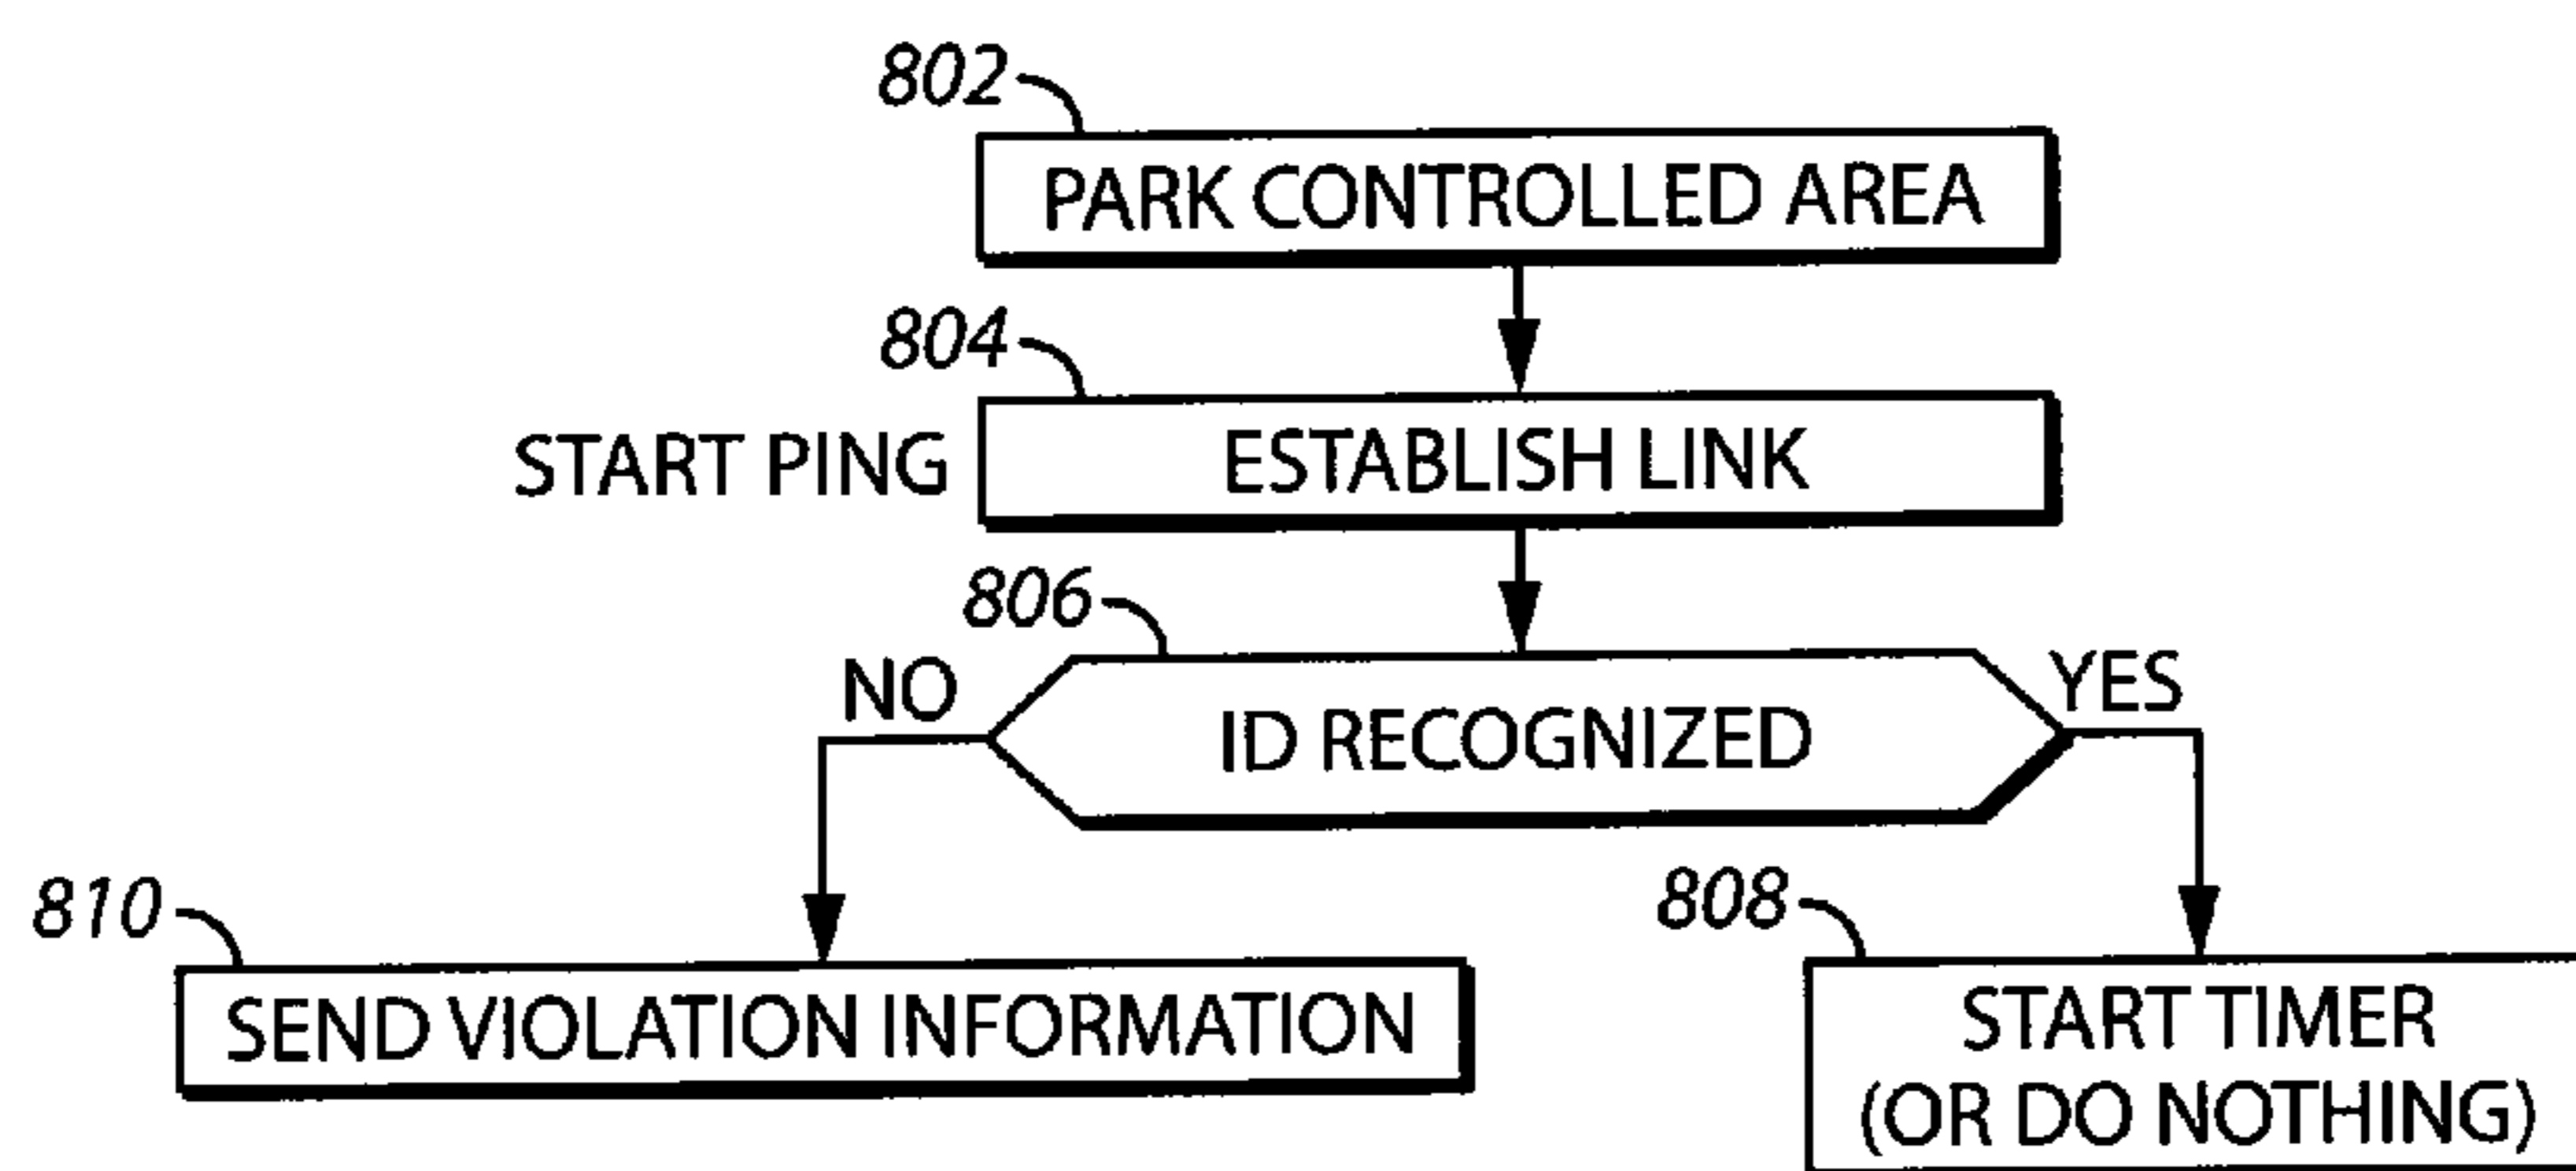 802
PARK CONTROLLED AREA
804
START PING
ESTABLISH LINK
806
NO
YES
ID RECOGNIZED
810
SEND VIOLATION INFORMATION
808
START TIMER
(OR DO NOTHING)